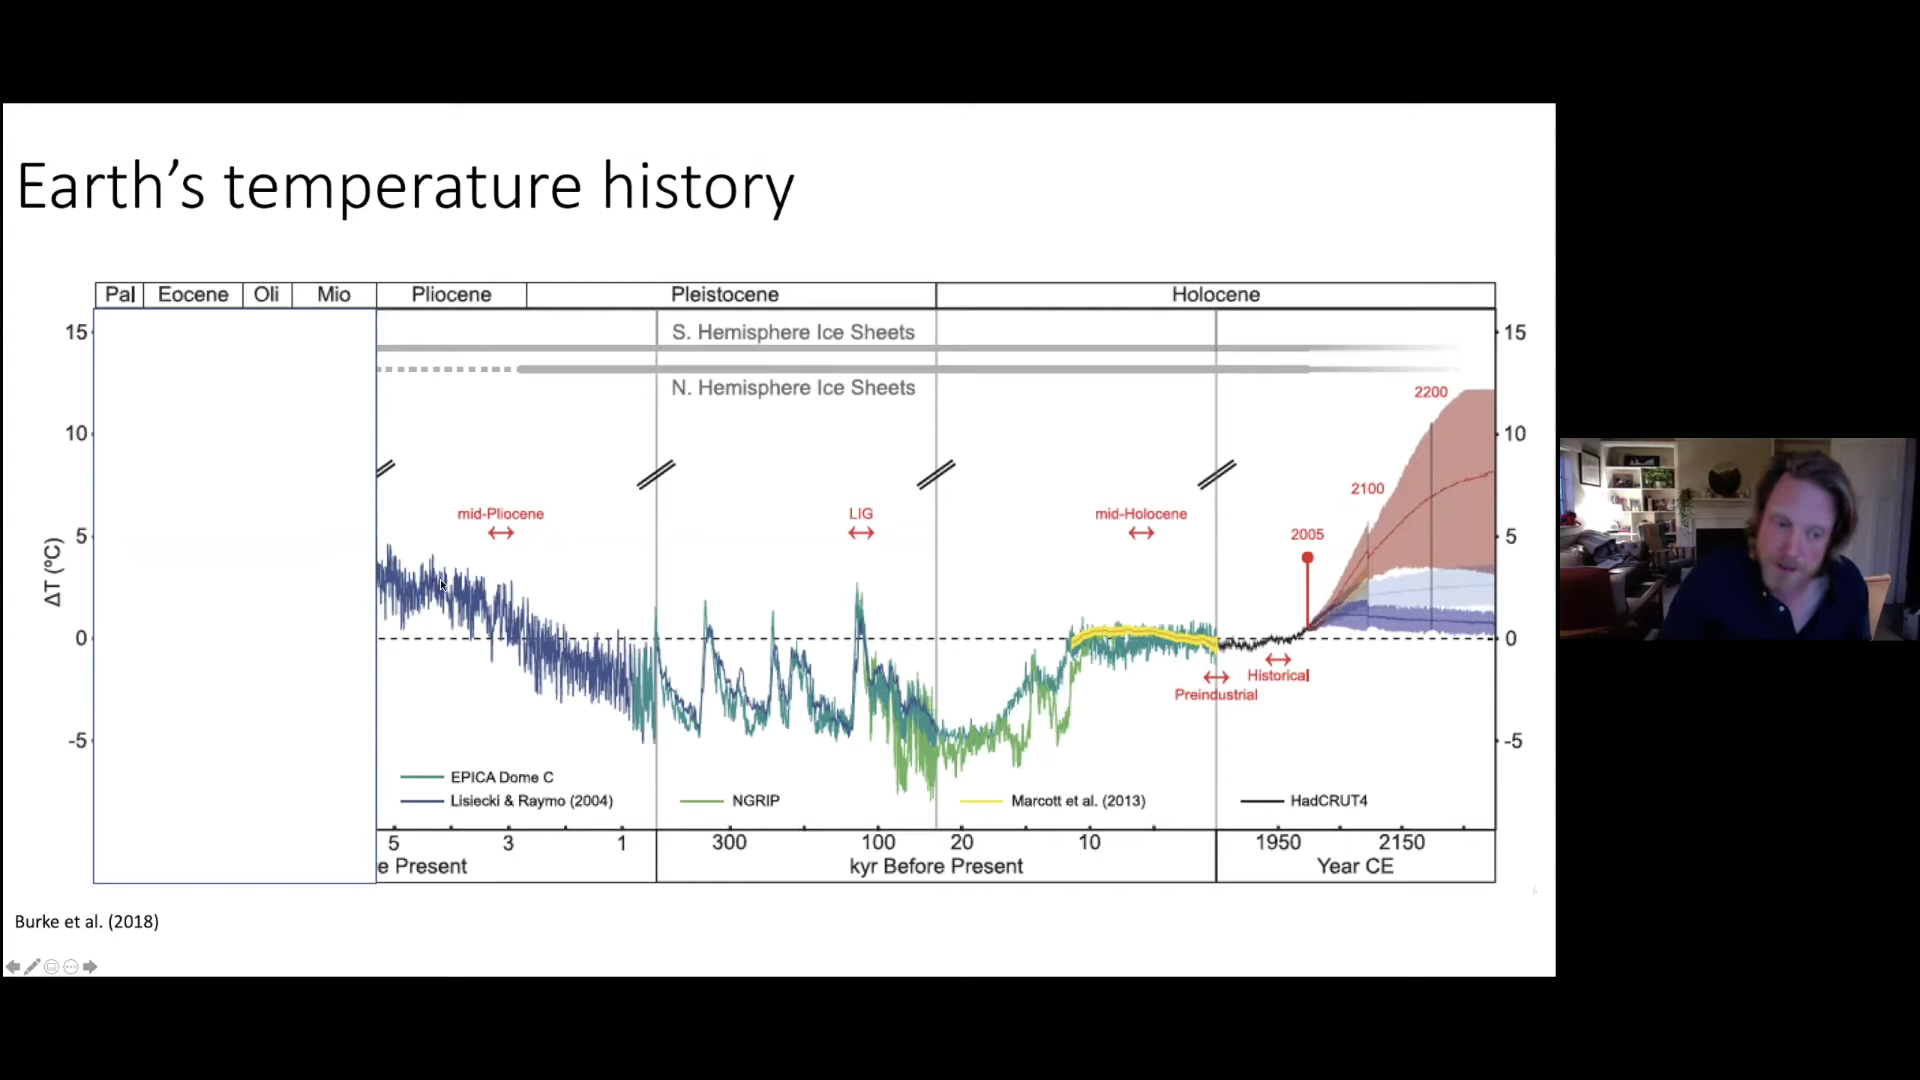 Earth's temperature history
Pal Eocene Oli Mio Pliocene Pleistocene Holocene
15 S. Hemisphere Ice Sheets 15
N. Hemisphere Ice Sheets
2200
10 10
2100
mid-Pliocene LIG mid-Holocene
5 2005 5
ΔT (ºC)
0 0
Historical
Preindustrial
-5 -5
EPICA Dome C
Lisiecki & Raymo (2004) NGRIP Marcott et al. (2013) HadCRUT4
5 3 1 300 100 20 10 1950 2150
e Present kyr Before Present Year CE
Burke et al. (2018)